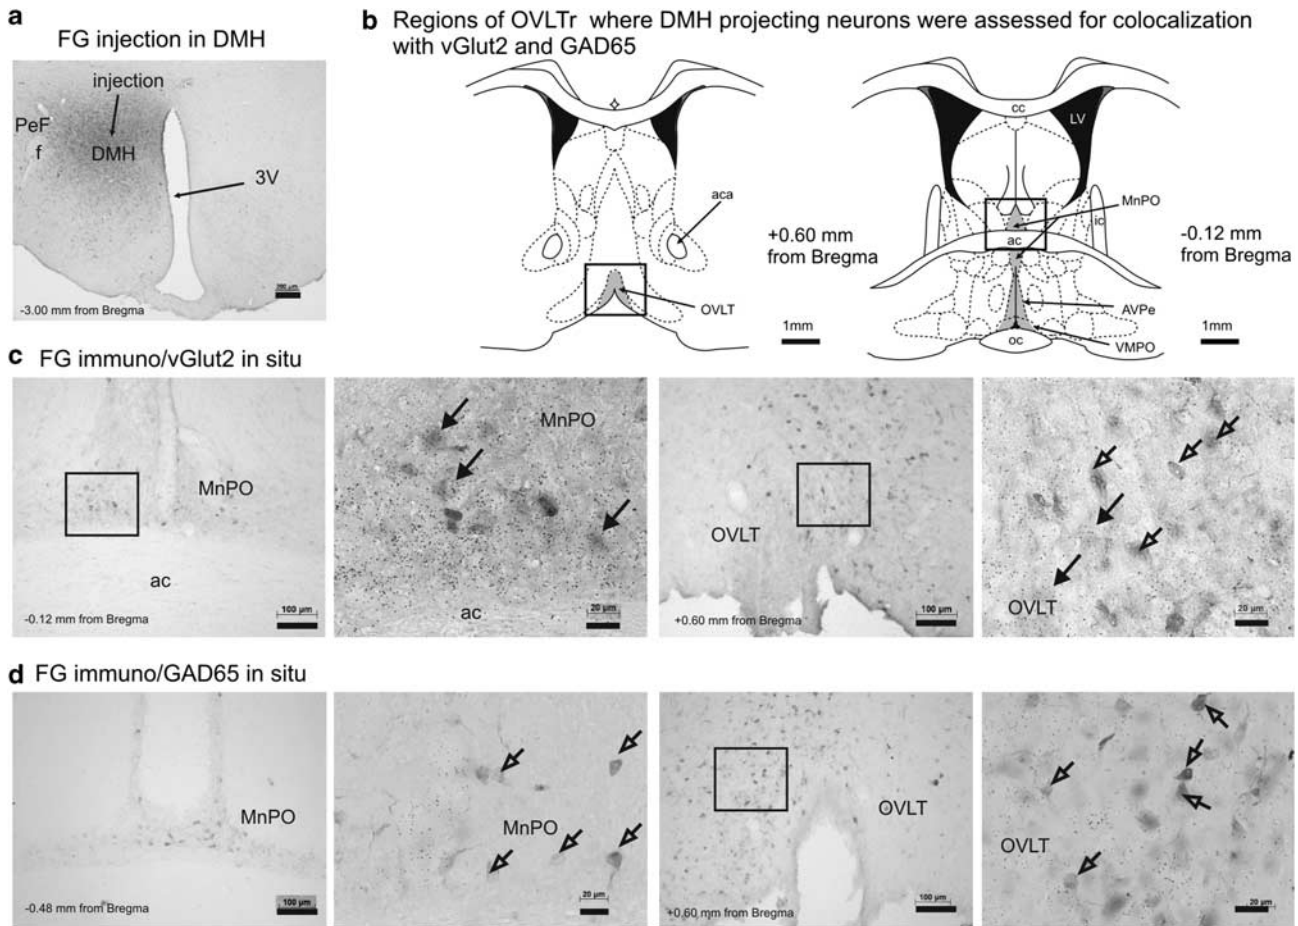 a
FG injection in DMH
injection
PeF
f
DMH
3V
-3.00 mm from Bregma
b Regions of OVLTr where DMH projecting neurons were assessed for colocalization
with vGlut2 and GAD65
cc
LV
aca
MnPO
ic
+0.60 mm
from Bregma
-0.12 mm
from Bregma
ac
OVLT
AVPe
VMPO
oc
1mm
1mm
c FG immuno/vGlut2 in situ
MnPO
ac
-0.12 mm from Bregma
100 µm
MnPO
ac
20 µm
OVLT
+0.60 mm from Bregma
100 µm
OVLT
20 µm
d FG immuno/GAD65 in situ
MnPO
-0.48 mm from Bregma
100 µm
MnPO
20 µm
OVLT
+0.60 mm from Bregma
100 µm
OVLT
20 µm